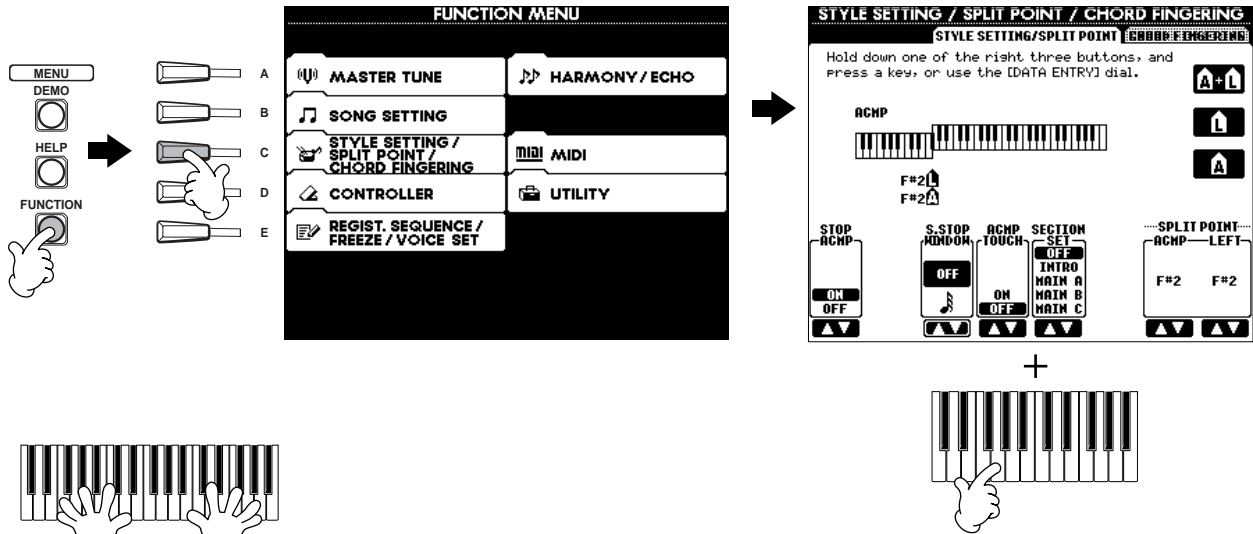 MENU
DEMO
HELP
FUNCTION
A
B
C
D
E
FUNCTION MENU
MASTER TUNE
SONG SETTING
STYLE SETTING /
SPLIT POINT /
CHORD FINGERING
CONTROLLER
REGIST. SEQUENCE /
FREEZE / VOICE SET
HARMONY / ECHO
MIDI MIDI
UTILITY
STYLE SETTING / SPLIT POINT / CHORD FINGERING
STYLE SETTING/SPLIT POINT CHORD FINGERING
Hold down one of the right three buttons, and
press a key, or use the [DATA ENTRY] dial.
A+L
L
A
ACMP
F#2 L
F#2 A
STOP
ACMP
ON
OFF
S.STOP
WINDOW
OFF
ACMP
TOUCH
ON
OFF
SECTION
SET
OFF
INTRO
MAIN A
MAIN B
MAIN C
SPLIT POINT
ACMP LEFT
F#2 F#2
+